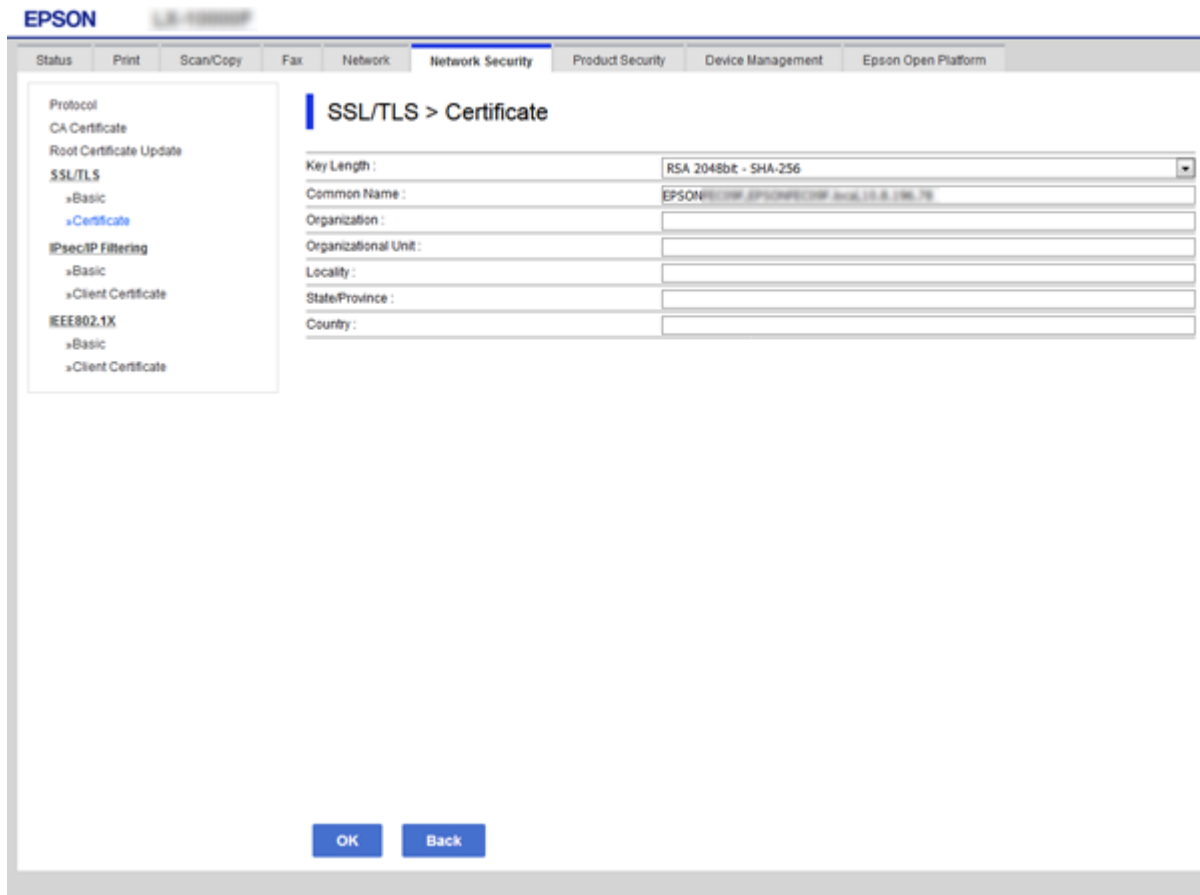 EPSON
Status Print Scan/Copy Fax Network Network Security Product Security Device Management Epson Open Platform
Protocol
CA Certificate
Root Certificate Update
SSL/TLS
»Basic
»Certificate
IPsec/IP Filtering
»Basic
»Client Certificate
IEEE802.1X
»Basic
»Client Certificate
SSL/TLS > Certificate
Key Length : RSA 2048bit - SHA-256
Common Name : EPSON
Organization :
Organizational Unit :
Locality :
State/Province :
Country :
OK Back